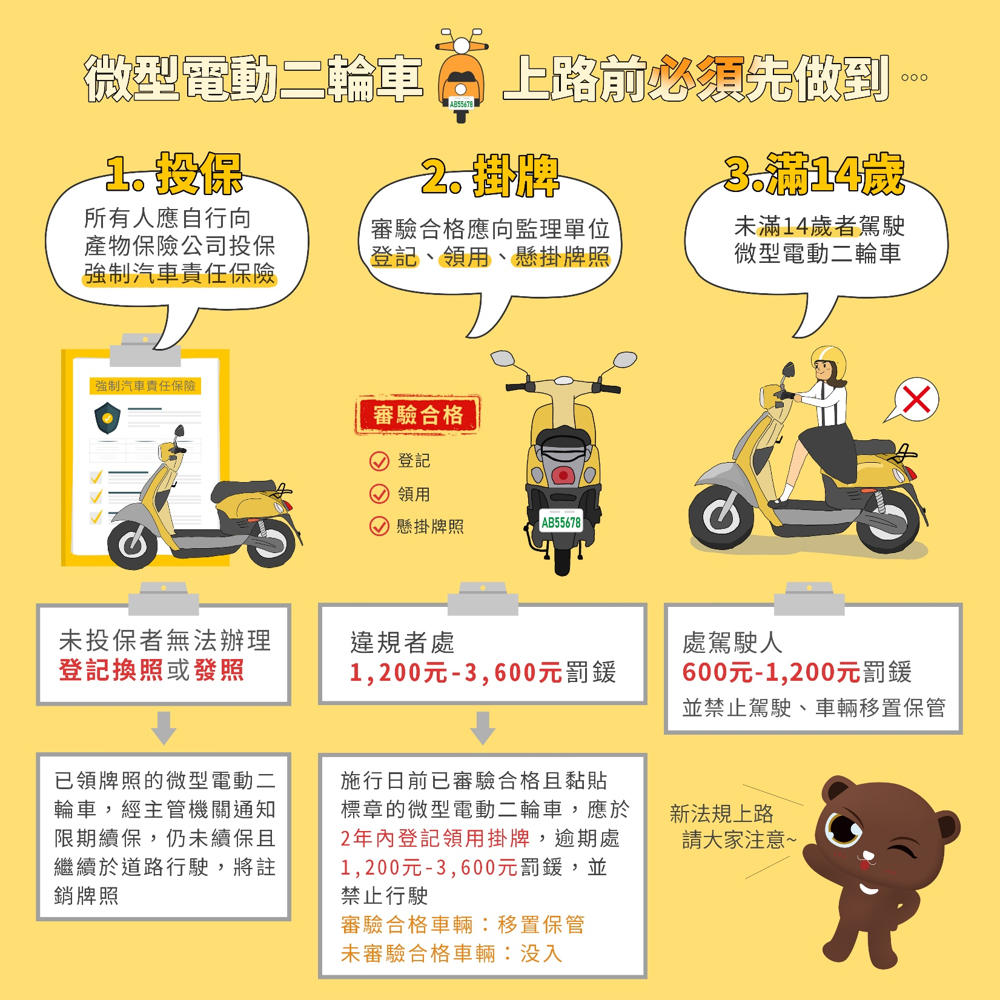 微型電動二輪車 上路前必須先做到…
AB55678
1.投保
所有人應自行向
產物保險公司投保
強制汽車責任保險
強制汽車責任保險
未投保者無法辦理
登記換照或發照
已領牌照的微型電動二
輪車，經主管機關通知
限期續保，仍未續保且
繼續於道路行駛，將註
銷牌照
2.掛牌
審驗合格應向監理單位
登記、領用、懸掛牌照
審驗合格
登記
領用
懸掛牌照
AB55678
違規者處
1,200元-3,600元罰鍰
施行日前已審驗合格且黏貼
標章的微型電動二輪車，應於
2年內登記領用掛牌，逾期處
1,200元-3,600元罰鍰，並
禁止行駛
審驗合格車輛：移置保管
未審驗合格車輛：沒入
3.滿14歲
未滿14歲者駕駛
微型電動二輪車
處駕駛人
600元-1,200元罰鍰
並禁止駕駛、車輛移置保管
新法規上路
請大家注意~